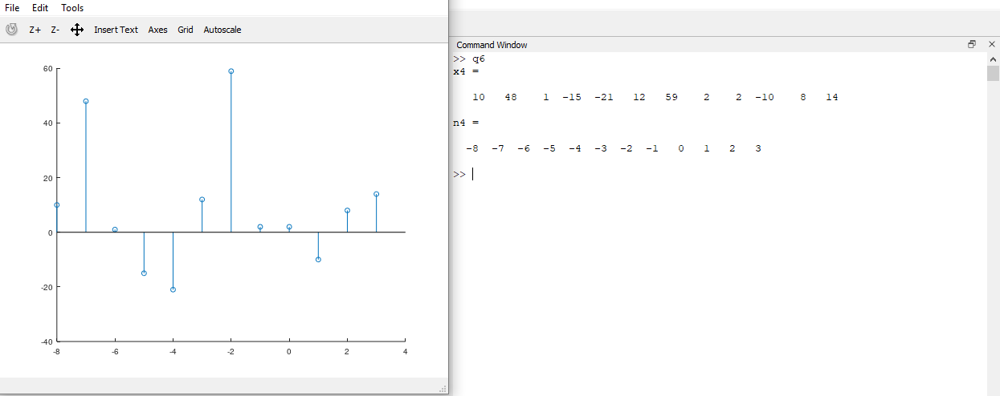 File Edit Tools
Z+ Z- Insert Text Axes Grid Autoscale
60
40
20
0
-20
-40
-8 -6 -4 -2 0 2 4
Command Window
>> q6
x4 =
10 48 1 -15 -21 12 59 2 2 -10 8 14
n4 =
-8 -7 -6 -5 -4 -3 -2 -1 0 1 2 3
>>